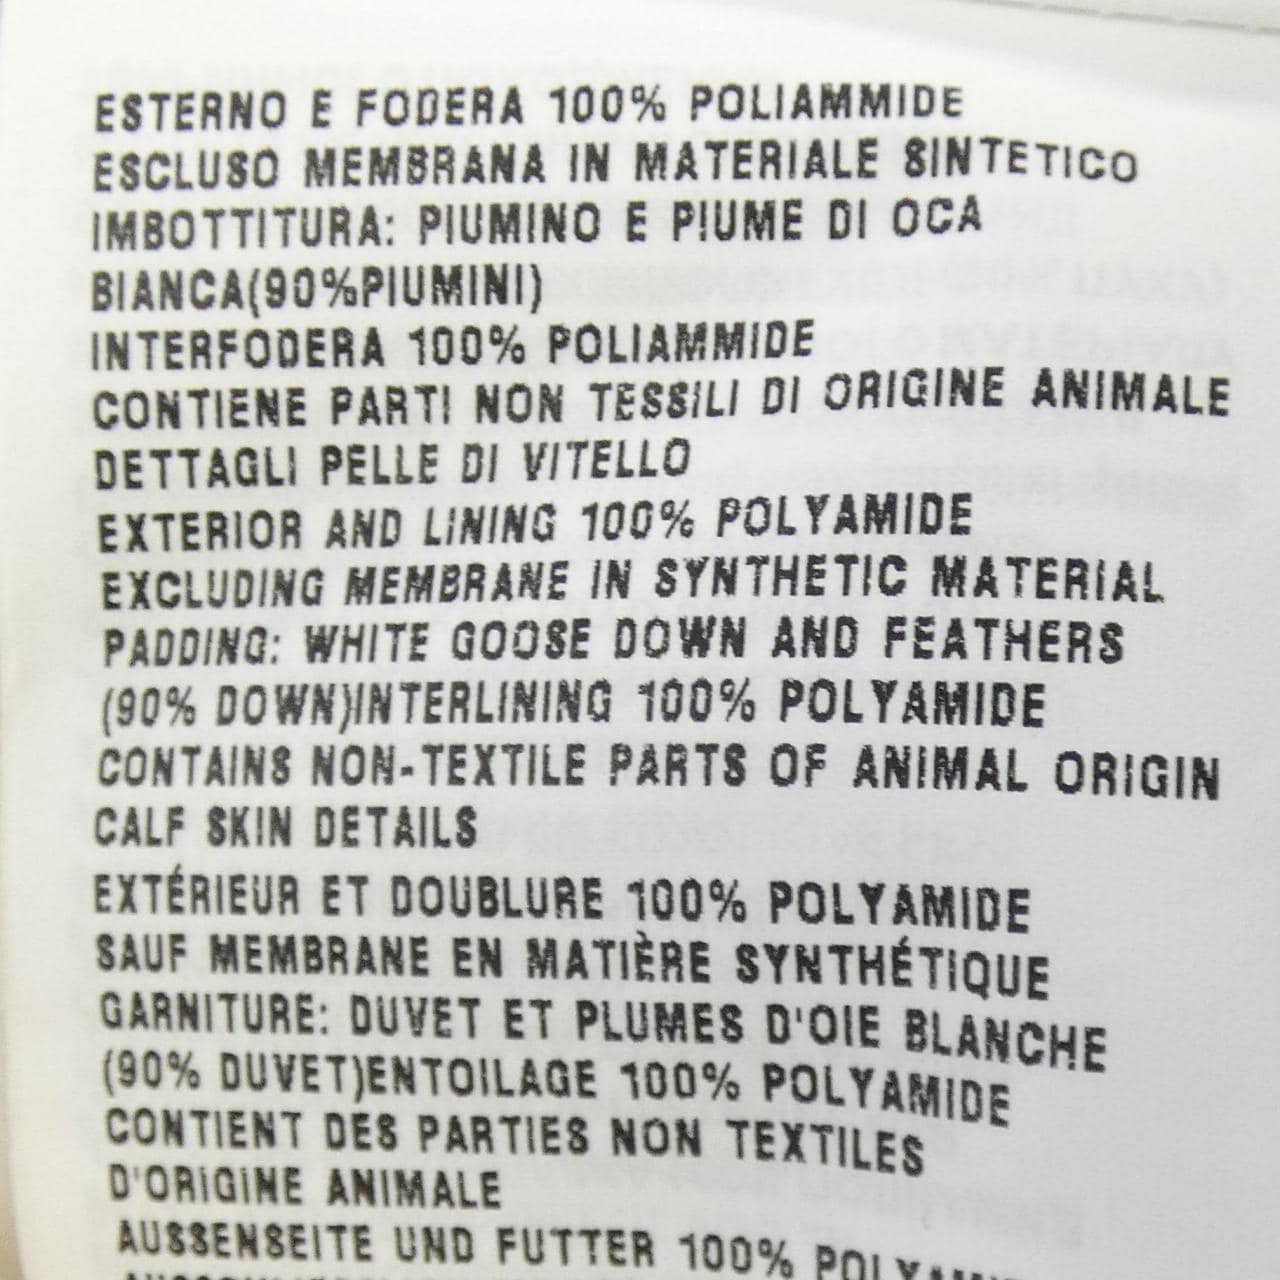 ESTERNO E FODERA 100% POLIAMMIDE
ESCLUSO MEMBRANA IN MATERIALE SINTETICO
IMBOTTITURA: PIUMINO E PIUME DI OCA
BIANCA(90%PIUMINI)
INTERFODERA 100% POLIAMMIDE
CONTIENE PARTI NON TESSILI DI ORIGINE ANIMALE
DETTAGLI PELLE DI VITELLO
EXTERIOR AND LINING 100% POLYAMIDE
EXCLUDING MEMBRANE IN SYNTHETIC MATERIAL
PADDING: WHITE GOOSE DOWN AND FEATHERS
(90% DOWN)INTERLINING 100% POLYAMIDE
CONTAINS NON-TEXTILE PARTS OF ANIMAL ORIGIN
CALF SKIN DETAILS
EXTÉRIEUR ET DOUBLURE 100% POLYAMIDE
SAUF MEMBRANE EN MATIÈRE SYNTHÉTIQUE
GARNITURE: DUVET ET PLUMES D'OIE BLANCHE
(90% DUVET)ENTOILAGE 100% POLYAMIDE
CONTIENT DES PARTIES NON TEXTILES
D'ORIGINE ANIMALE
AUSSENSEITE UND FUTTER 100%